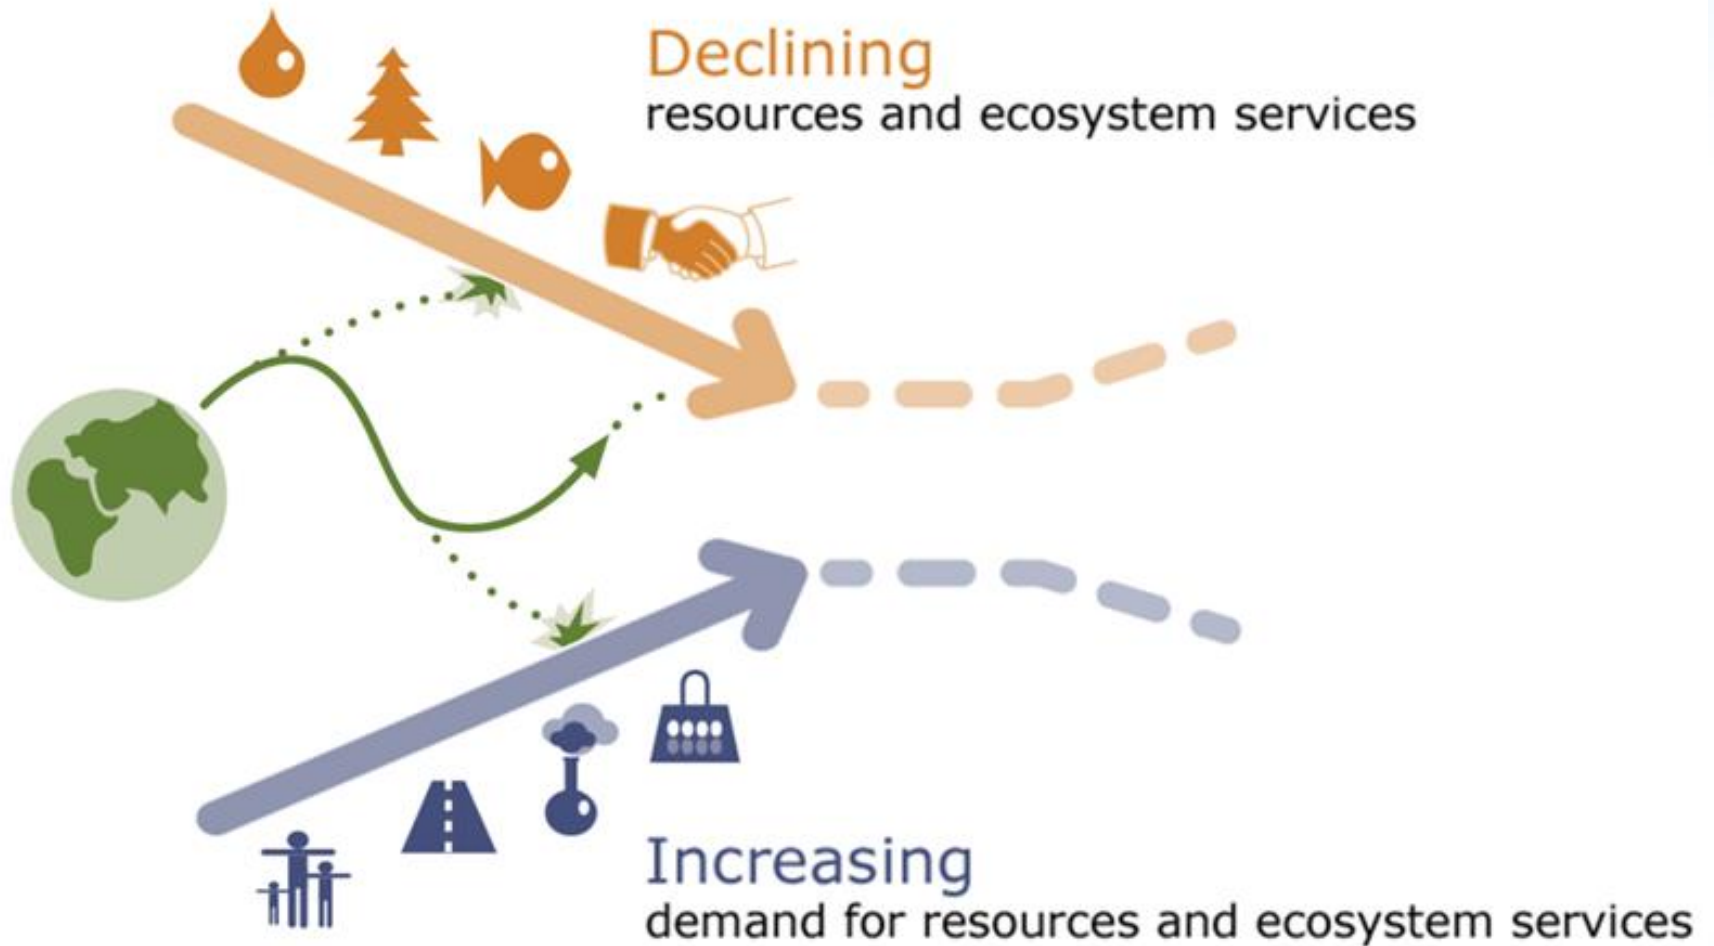 Declining
resources and ecosystem services
Increasing
demand for resources and ecosystem services